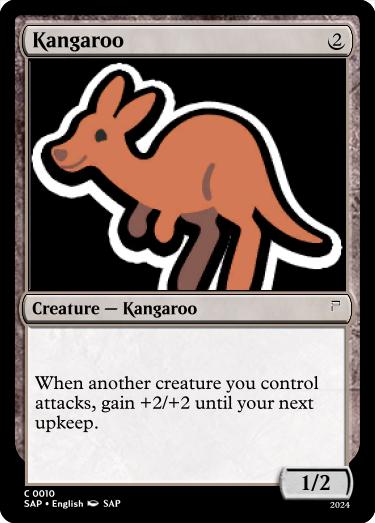 Kangaroo 2
Creature — Kangaroo
When another creature you control
attacks, gain +2/+2 until your next
upkeep.
1/2
C 0010
SAP • English SAP
2024